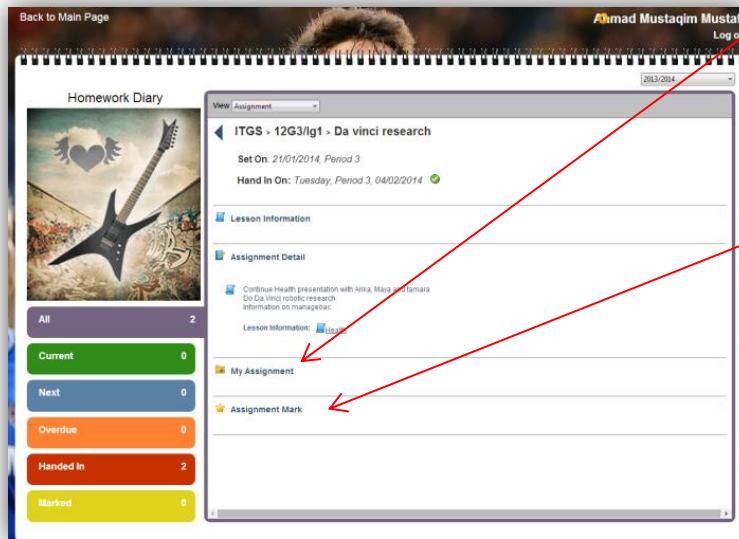 Back to Main Page
Ahmad Mustaqim Mustaf
Log o
2013/2014
Homework Diary
View Assignment
ITGS > 12G3/Ig1 > Da vinci research
Set On: 21/01/2014, Period 3
Hand In On: Tuesday, Period 3, 04/02/2014
Lesson Information
Assignment Detail
Continue Health presentation with Arika, Maya and tamara
Do Da Vinci robotic research
Information on managebac.
Lesson Information: Health
My Assignment
Assignment Mark
All 2
Current 0
Next 0
Overdue 0
Handed In 2
Marked 0